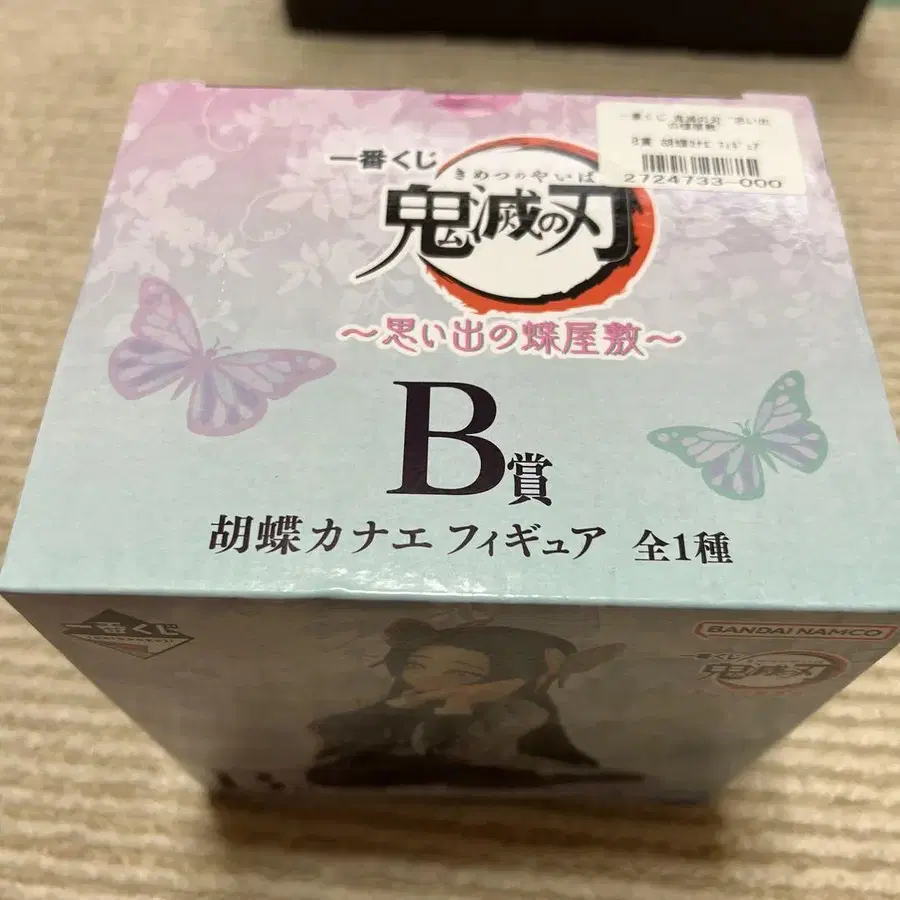 一番くじ 鬼滅の刃 "思い出
の蝶屋敷"
B賞 胡蝶カナエ フィギュア
2724733-000
一番くじ
きめつのやいば
鬼滅の刃
～思い出の蝶屋敷～
B賞
胡蝶カナエ フィギュア 全1種
一番くじ
BANDAI NAMCO
一番くじ
鬼滅の刃